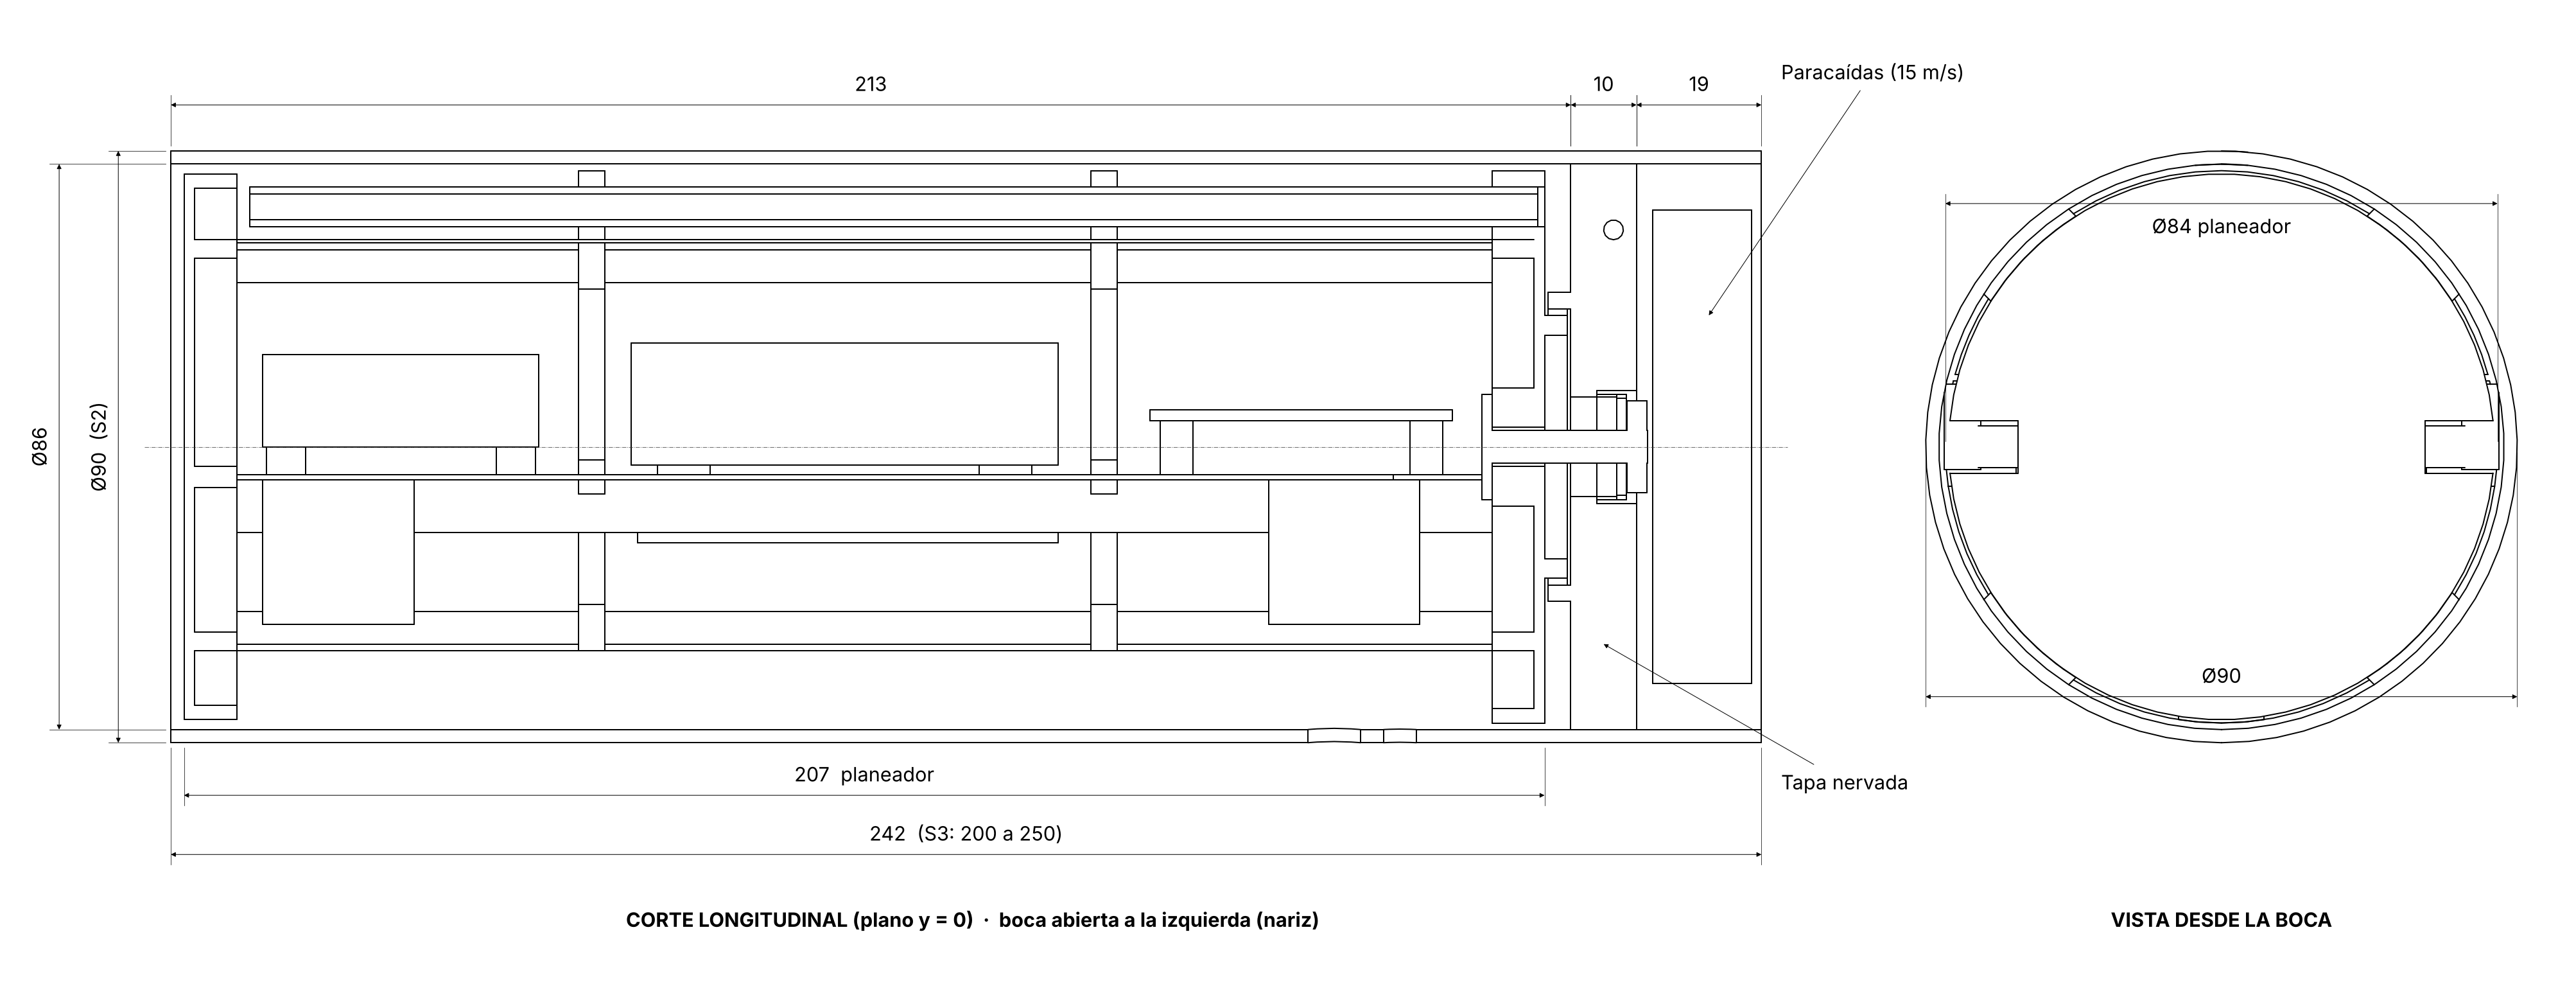 213
10
19
Paracaídas (15 m/s)
Ø86
Ø90 (S2)
Ø84 planeador
Ø90
207 planeador
Tapa nervada
242 (S3: 200 a 250)
CORTE LONGITUDINAL (plano y = 0) · boca abierta a la izquierda (nariz)
VISTA DESDE LA BOCA